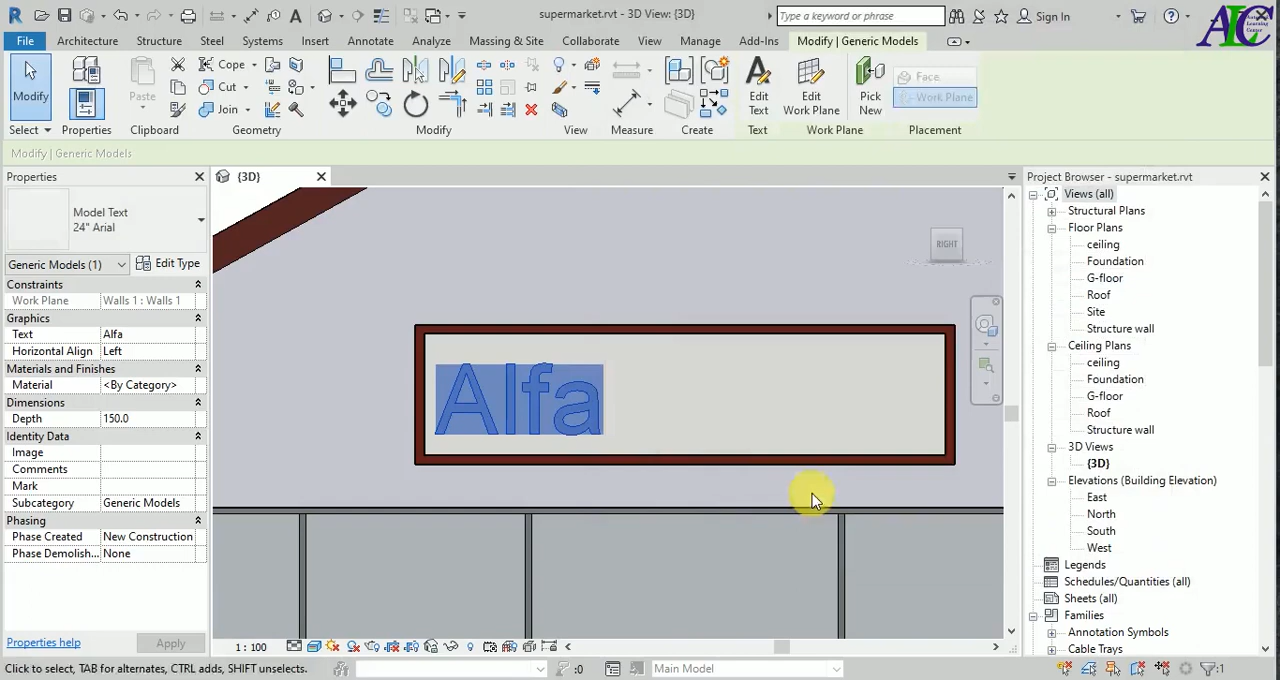 supermarket.rvt - 3D View: {3D}
Type a keyword or phrase
Sign In
ALC
File
Architecture
Structure
Steel
Systems
Insert
Annotate
Analyze
Massing & Site
Collaborate
View
Manage
Add-Ins
Modify | Generic Models
Modify
Select
Properties
Paste
Clipboard
Cope
Cut
Join
Geometry
Modify
View
Measure
Create
Edit
Text
Text
Edit
Work Plane
Work Plane
Pick
New
Face
Work Plane
Placement
Modify | Generic Models
Properties
Model Text
24" Arial
Generic Models (1)
Edit Type
Constraints
Work Plane Walls 1 : Walls 1
Graphics
Text Alfa
Horizontal Align Left
Materials and Finishes
Material <By Category>
Dimensions
Depth 150.0
Identity Data
Image
Comments
Mark
Subcategory Generic Models
Phasing
Phase Created New Construction
Phase Demolish... None
Properties help
Apply
{3D}
RIGHT
Alfa
1 : 100
Project Browser - supermarket.rvt
Views (all)
Structural Plans
Floor Plans
ceiling
Foundation
G-floor
Roof
Site
Structure wall
Ceiling Plans
ceiling
Foundation
G-floor
Roof
Structure wall
3D Views
{3D}
Elevations (Building Elevation)
East
North
South
West
Legends
Schedules/Quantities (all)
Sheets (all)
Families
Annotation Symbols
Cable Trays
Click to select, TAB for alternates, CTRL adds, SHIFT unselects.
:0
Main Model
:1